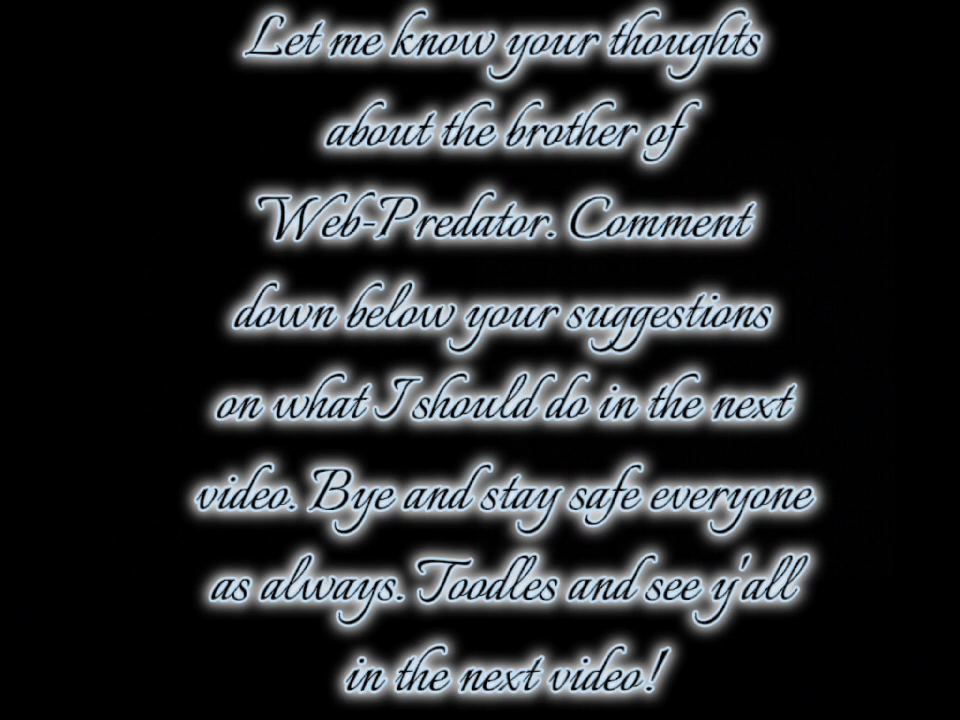 Let me know your thoughts
about the brother of
Web-Predator. Comment
down below your suggestions
on what I should do in the next
video. Bye and stay safe everyone
as always. Toodles and see y'all
in the next video!